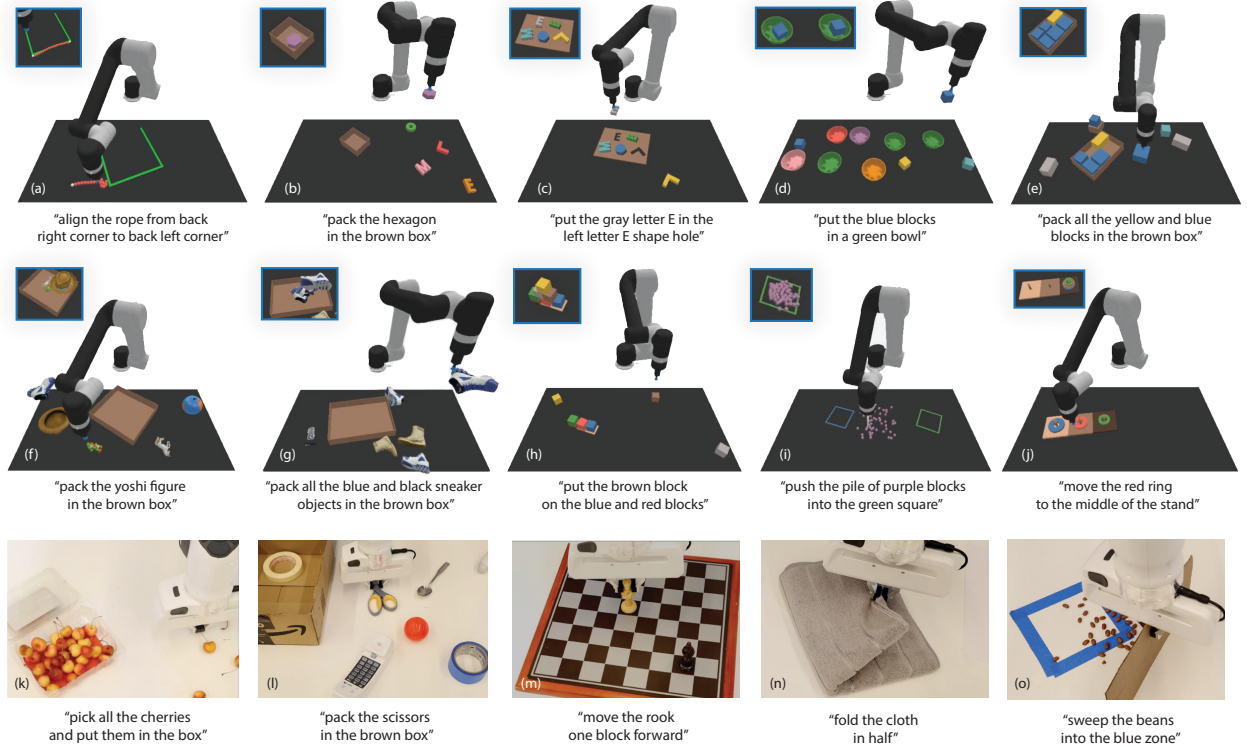 (a)
"align the rope from back
right corner to back left corner"
(b)
"pack the hexagon
in the brown box"
(c)
"put the gray letter E in the
left letter E shape hole"
(d)
"put the blue blocks
in a green bowl"
(e)
"pack all the yellow and blue
blocks in the brown box"
(f)
"pack the yoshi figure
in the brown box"
(g)
"pack all the blue and black sneaker
objects in the brown box"
(h)
"put the brown block
on the blue and red blocks"
(i)
"push the pile of purple blocks
into the green square"
(j)
"move the red ring
to the middle of the stand"
(k)
"pick all the cherries
and put them in the box"
(l)
"pack the scissors
in the brown box"
(m)
"move the rook
one block forward"
(n)
"fold the cloth
in half"
(o)
"sweep the beans
into the blue zone"